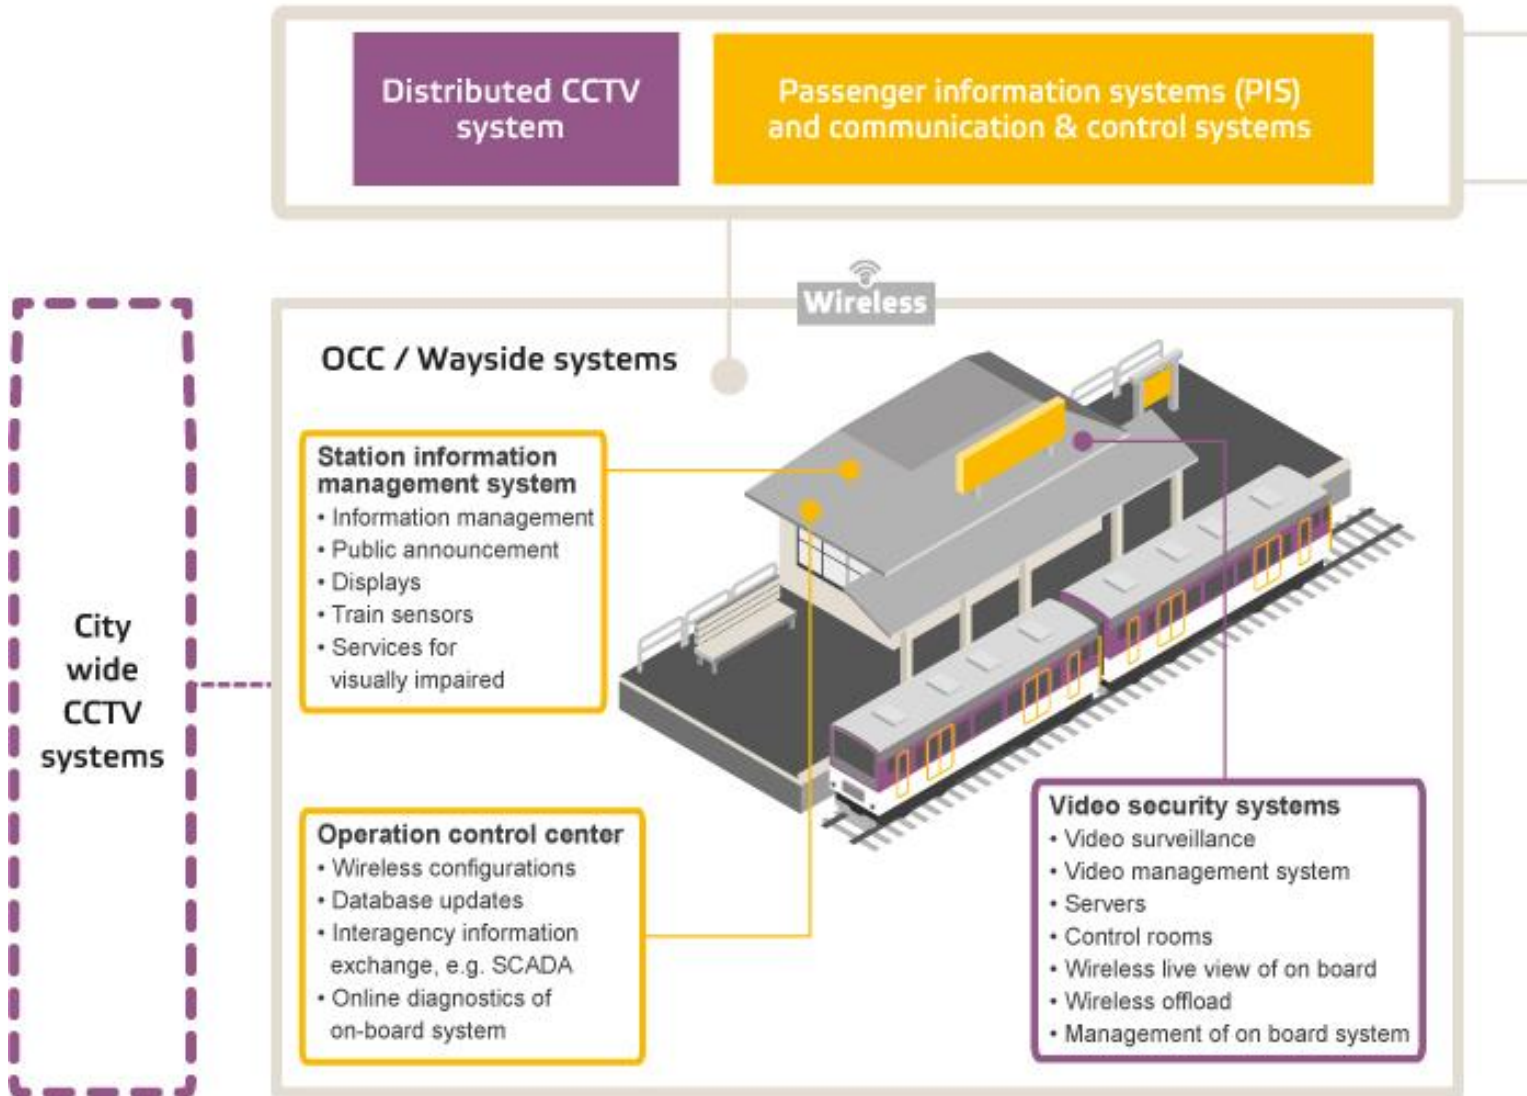 Distributed CCTV
system
Passenger information systems (PIS)
and communication & control systems
Wireless
OCC / Wayside systems
Station information
management system
• Information management
• Public announcement
• Displays
• Train sensors
• Services for
visually impaired
City
wide
CCTV
systems
Operation control center
• Wireless configurations
• Database updates
• Interagency information
exchange, e.g. SCADA
• Online diagnostics of
on-board system
Video security systems
• Video surveillance
• Video management system
• Servers
• Control rooms
• Wireless live view of on board
• Wireless offload
• Management of on board system